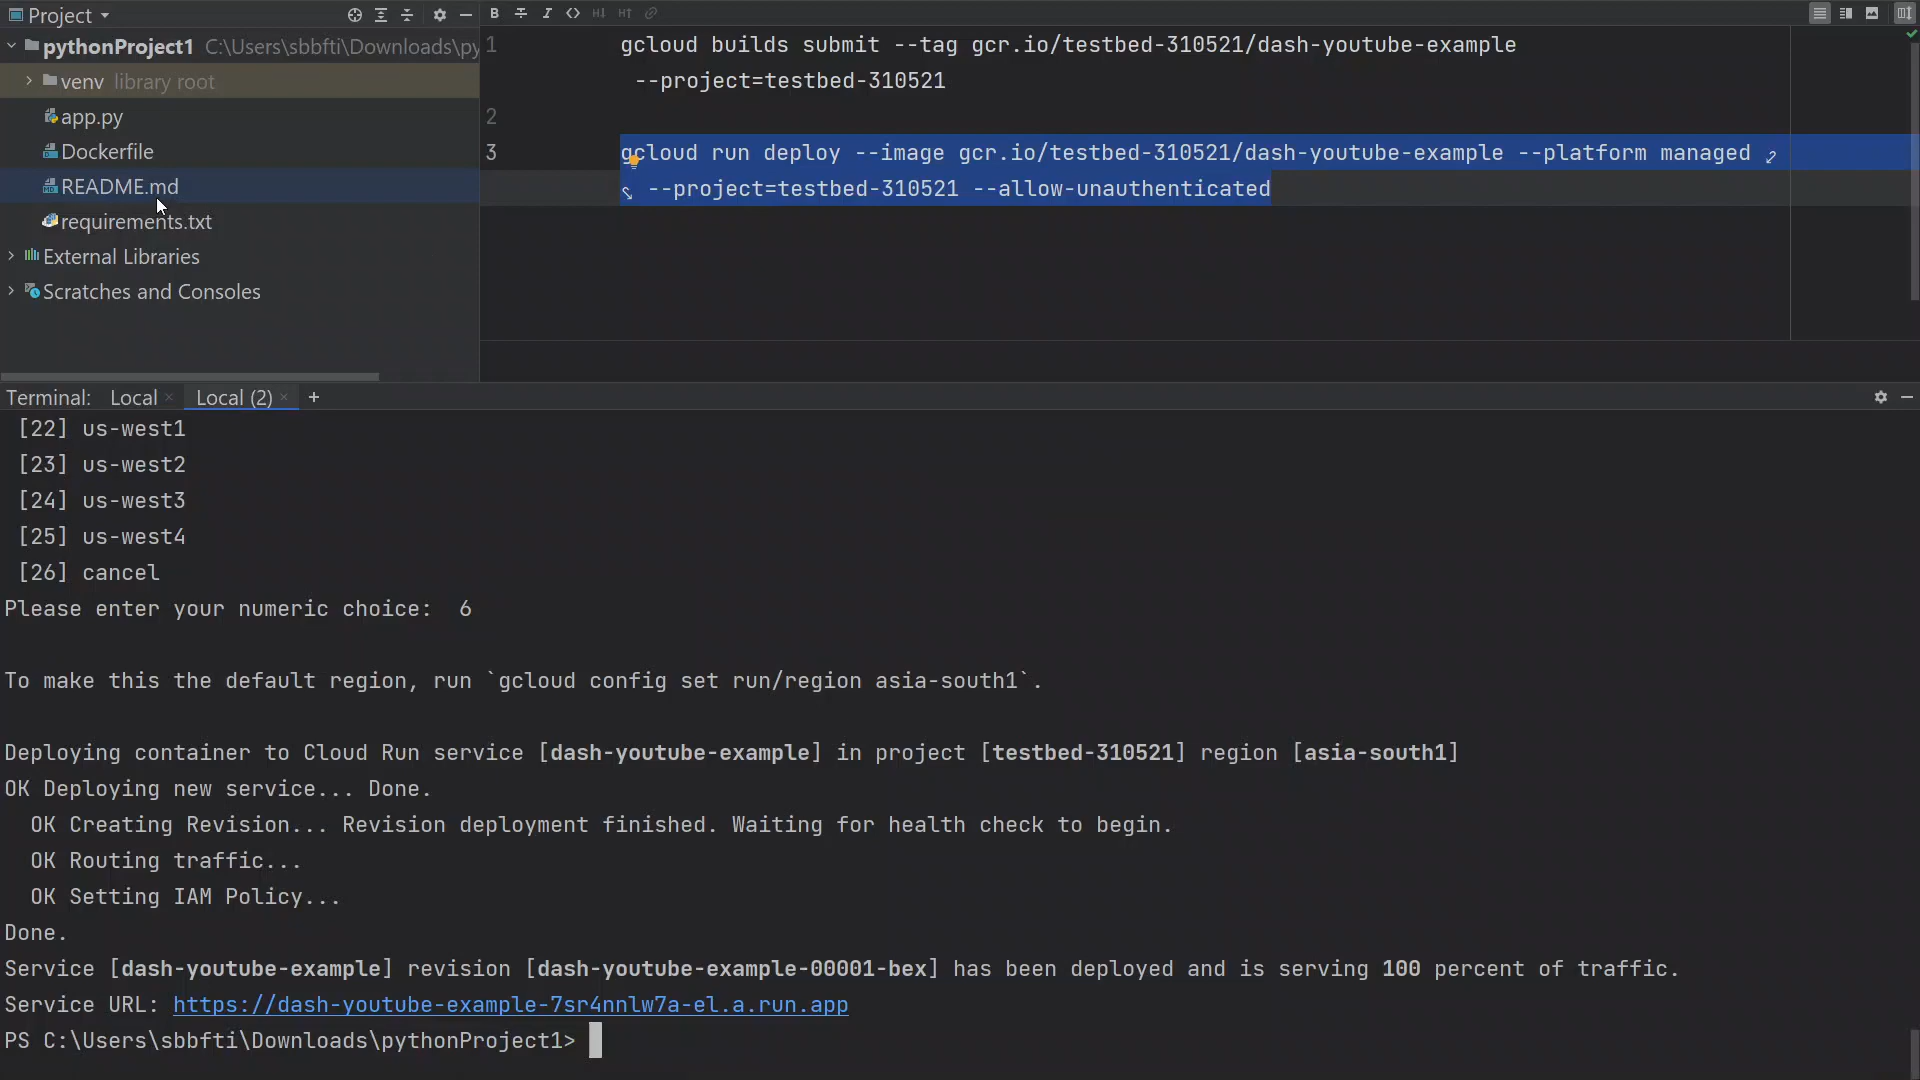 Project
pythonProject1 C:\Users\sbbfti\Downloads\py
venv library root
app.py
Dockerfile
README.md
requirements.txt
External Libraries
Scratches and Consoles
B I <> H↓ H↑
1 gcloud builds submit --tag gcr.io/testbed-310521/dash-youtube-example
--project=testbed-310521
2
3 gcloud run deploy --image gcr.io/testbed-310521/dash-youtube-example --platform managed
--project=testbed-310521 --allow-unauthenticated
Terminal: Local × Local (2) × +
[22] us-west1
[23] us-west2
[24] us-west3
[25] us-west4
[26] cancel
Please enter your numeric choice:  6
To make this the default region, run `gcloud config set run/region asia-south1`.
Deploying container to Cloud Run service [dash-youtube-example] in project [testbed-310521] region [asia-south1]
OK Deploying new service... Done.
OK Creating Revision... Revision deployment finished. Waiting for health check to begin.
OK Routing traffic...
OK Setting IAM Policy...
Done.
Service [dash-youtube-example] revision [dash-youtube-example-00001-bex] has been deployed and is serving 100 percent of traffic.
Service URL: https://dash-youtube-example-7sr4nnlw7a-el.a.run.app
PS C:\Users\sbbfti\Downloads\pythonProject1>